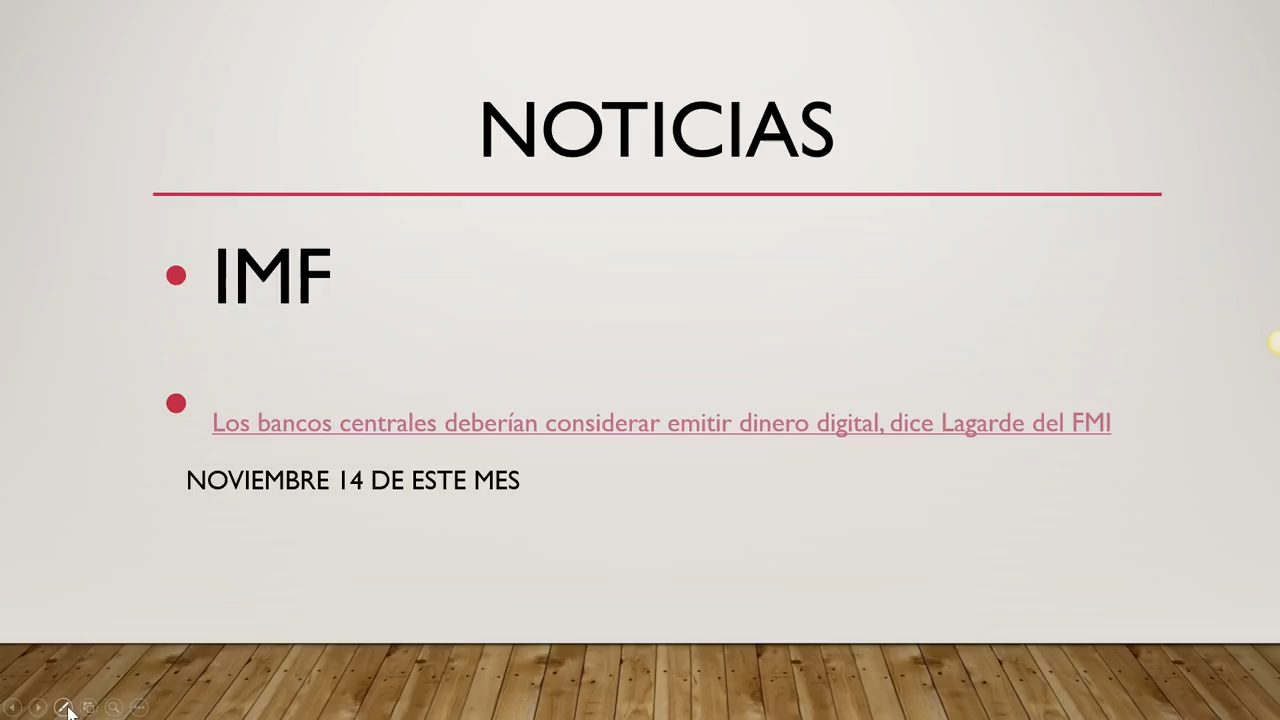 NOTICIAS
IMF
Los bancos centrales deberían considerar emitir dinero digital, dice Lagarde del FMI
NOVIEMBRE 14 DE ESTE MES